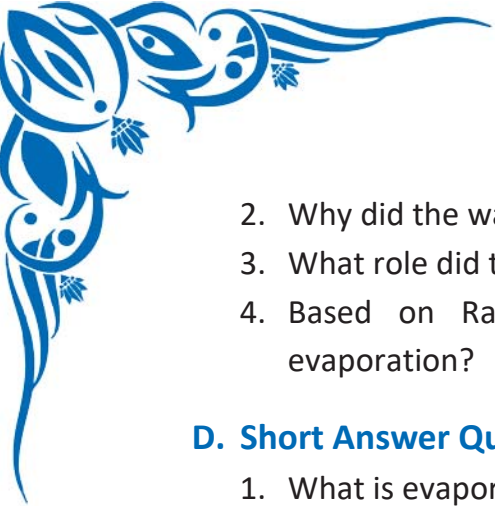 2. Why did the wa
3. What role did t
4. Based on Ra
evaporation?
D. Short Answer Qu
1. What is evapor